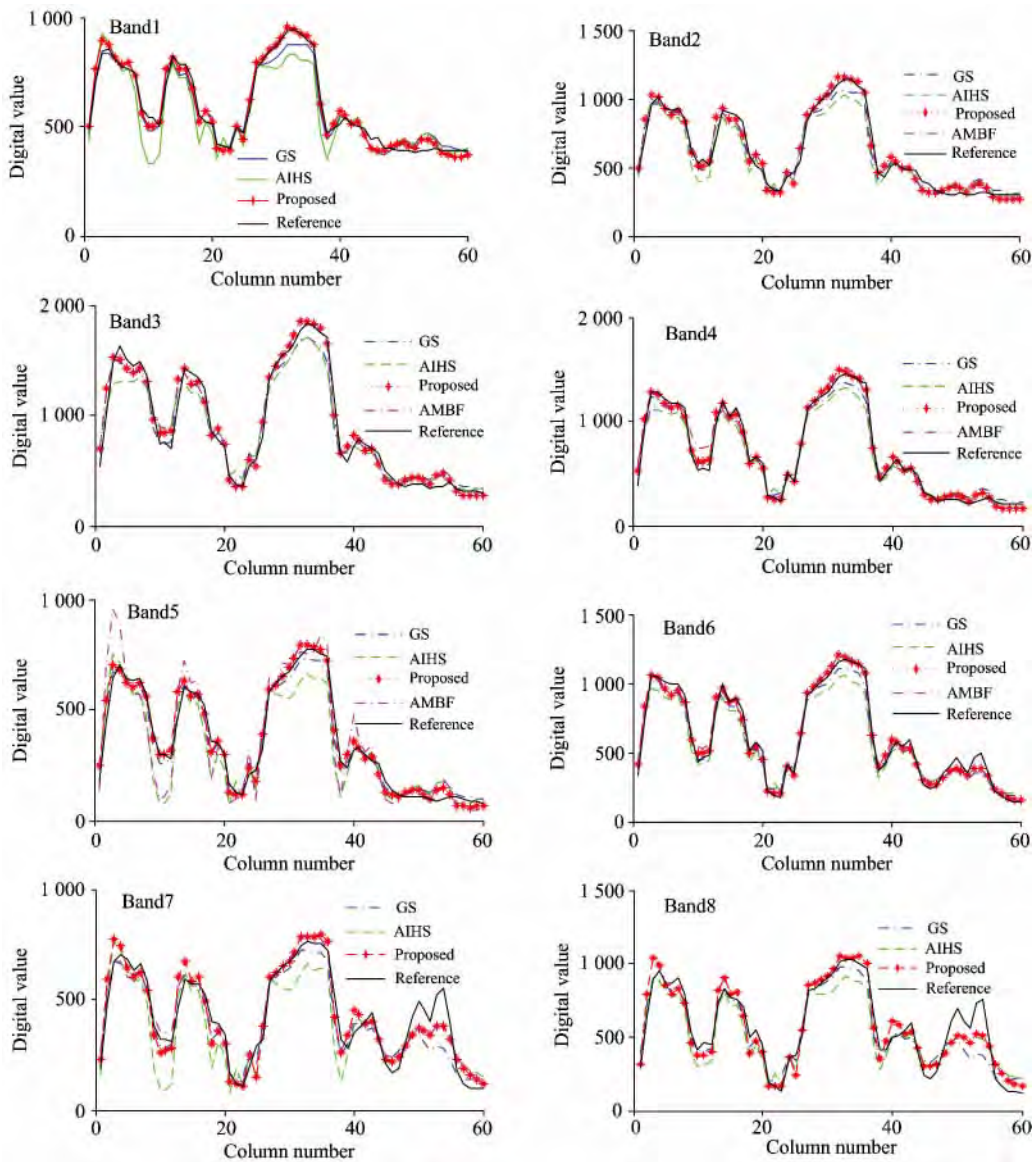 Band1
1 000
500
0
Digital value
GS
AIHS
Proposed
Reference
0 20 40 60
Column number
Band2
1 500
1 000
500
0
Digital value
GS
AIHS
Proposed
AMBF
Reference
0 20 40 60
Column number
Band3
2 000
1 000
0
Digital value
GS
AIHS
Proposed
AMBF
Reference
0 20 40 60
Column number
Band4
2 000
1 000
0
Digital value
GS
AIHS
Proposed
AMBF
Reference
0 20 40 60
Column number
Band5
1 000
500
0
Digital value
GS
AIHS
Proposed
AMBF
Reference
0 20 40 60
Column number
Band6
1 500
1 000
500
0
Digital value
GS
AIHS
Proposed
AMBF
Reference
0 20 40 60
Column number
Band7
1 000
500
0
Digital value
GS
AIHS
Proposed
Reference
0 20 40 60
Column number
Band8
1 500
1 000
500
0
Digital value
GS
AIHS
Proposed
Reference
0 20 40 60
Column number